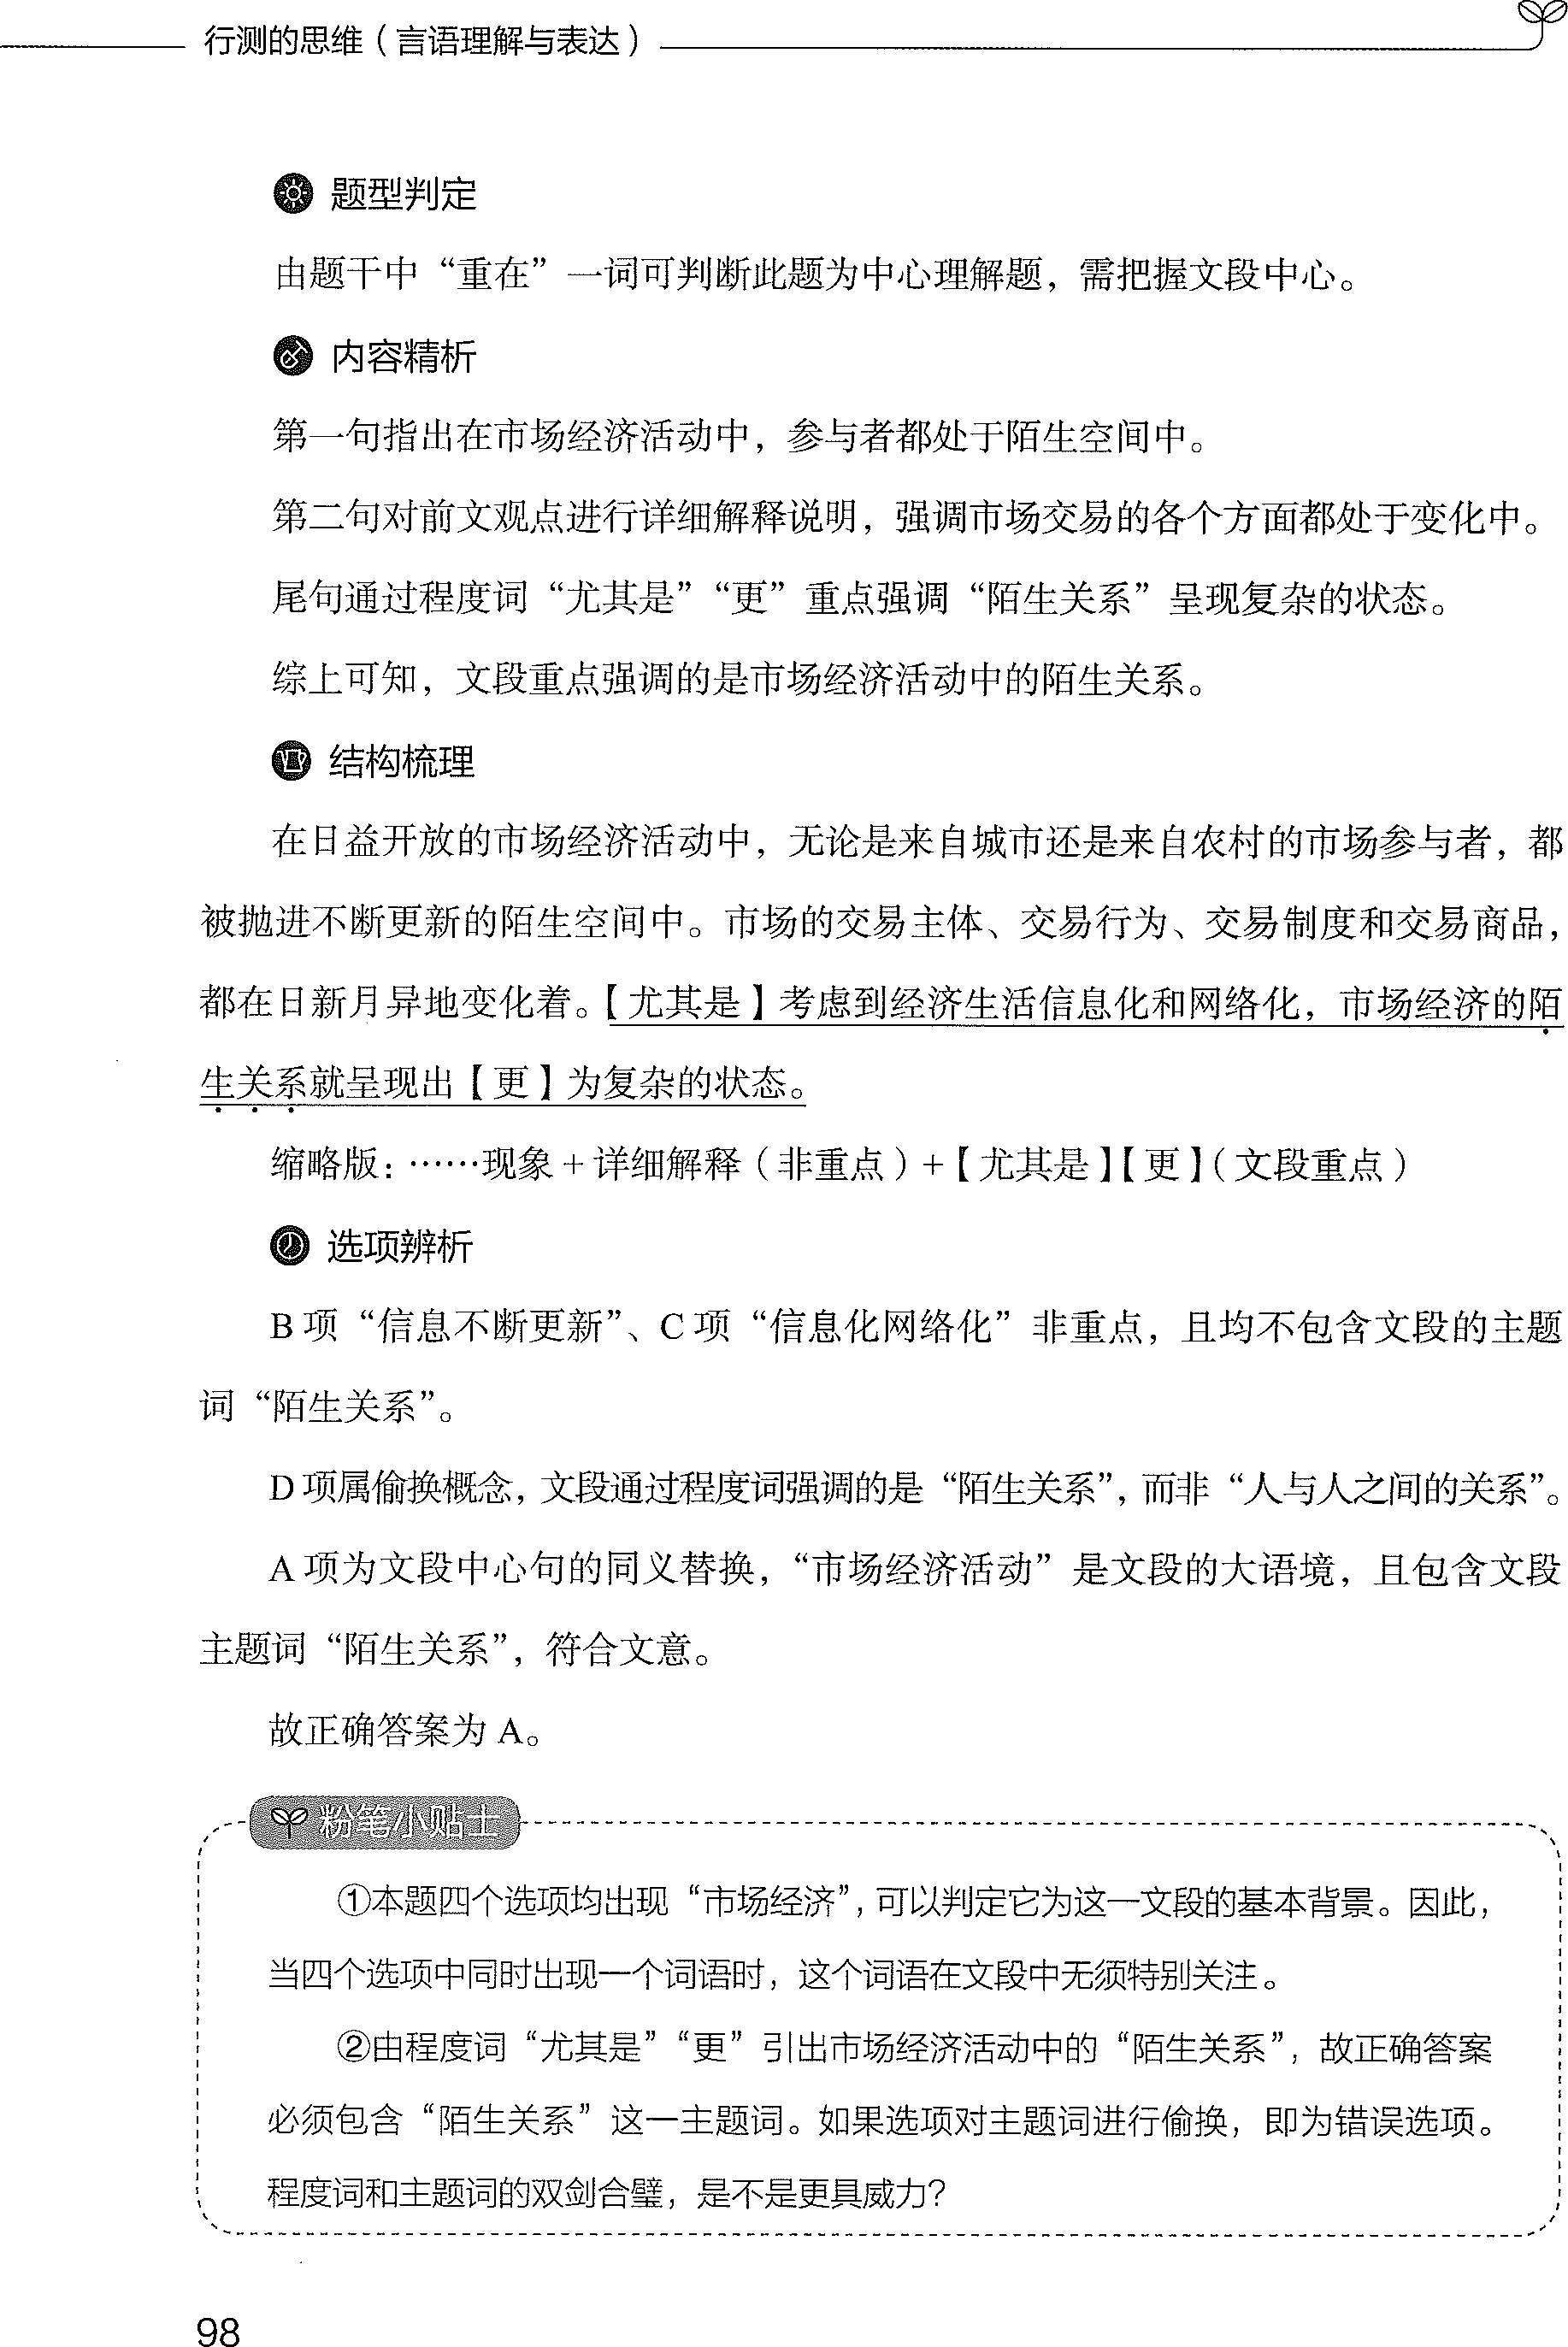 行测的思维（言语理解与表达）
题型判定
由题干中“重在”一词可判断此题为中心理解题，需把握文段中心。
内容精析
第一句指出在市场经济活动中，参与者都处于陌生空间中。
第二句对前文观点进行详细解释说明，强调市场交易的各个方面都处于变化中。
尾句通过程度词“尤其是”“更”重点强调“陌生关系”呈现复杂的状态。
综上可知，文段重点强调的是市场经济活动中的陌生关系。
结构梳理
在日益开放的市场经济活动中，无论是来自城市还是来自农村的市场参与者，都
被抛进不断更新的陌生空间中。市场的交易主体、交易行为、交易制度和交易商品，
都在日新月异地变化着。【尤其是】考虑到经济生活信息化和网络化，市场经济的陌
生关系就呈现出【更】为复杂的状态。
缩略版：……现象+详细解释（非重点）+【尤其是】【更】（文段重点）
选项辨析
B项“信息不断更新”、C项“信息化网络化”非重点，且均不包含文段的主题
词“陌生关系”。
D项属偷换概念，文段通过程度词强调的是“陌生关系”，而非“人与人之间的关系”。
A项为文段中心句的同义替换，“市场经济活动”是文段的大语境，且包含文段
主题词“陌生关系”，符合文意。
故正确答案为A。
粉笔小贴士
①本题四个选项均出现“市场经济”，可以判定它为这一文段的基本背景。因此，
当四个选项中同时出现一个词语时，这个词语在文段中无须特别关注。
②由程度词“尤其是”“更”引出市场经济活动中的“陌生关系”，故正确答案
必须包含“陌生关系”这一主题词。如果选项对主题词进行偷换，即为错误选项。
程度词和主题词的双剑合璧，是不是更具威力？
98